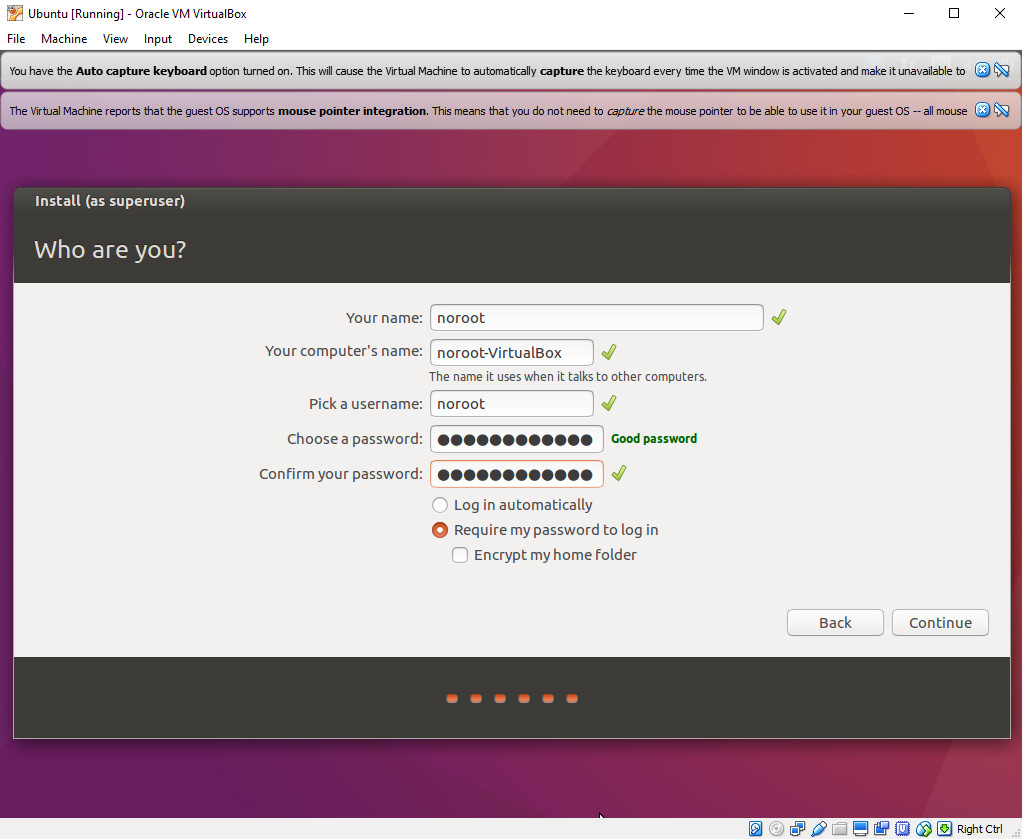 Ubuntu [Running] - Oracle VM VirtualBox
File Machine View Input Devices Help
You have the Auto capture keyboard option turned on. This will cause the Virtual Machine to automatically capture the keyboard every time the VM window is activated and make it unavailable to
The Virtual Machine reports that the guest OS supports mouse pointer integration. This means that you do not need to capture the mouse pointer to be able to use it in your guest OS -- all mouse
Install (as superuser)
Who are you?
Your name: noroot
Your computer's name: noroot-VirtualBox
The name it uses when it talks to other computers.
Pick a username: noroot
Choose a password: ●●●●●●●●●●●● Good password
Confirm your password: ●●●●●●●●●●●●
Log in automatically
Require my password to log in
Encrypt my home folder
Back Continue
Right Ctrl